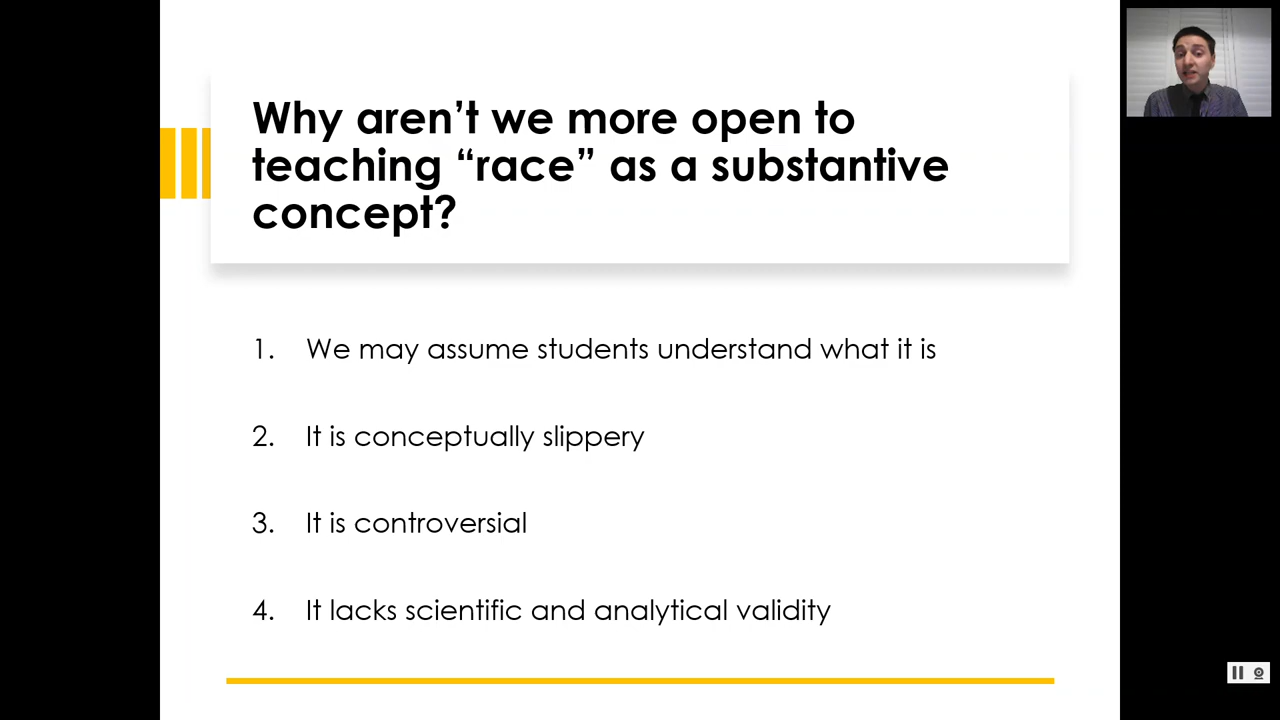 Why aren’t we more open to
teaching “race” as a substantive
concept?
1. We may assume students understand what it is
2. It is conceptually slippery
3. It is controversial
4. It lacks scientific and analytical validity